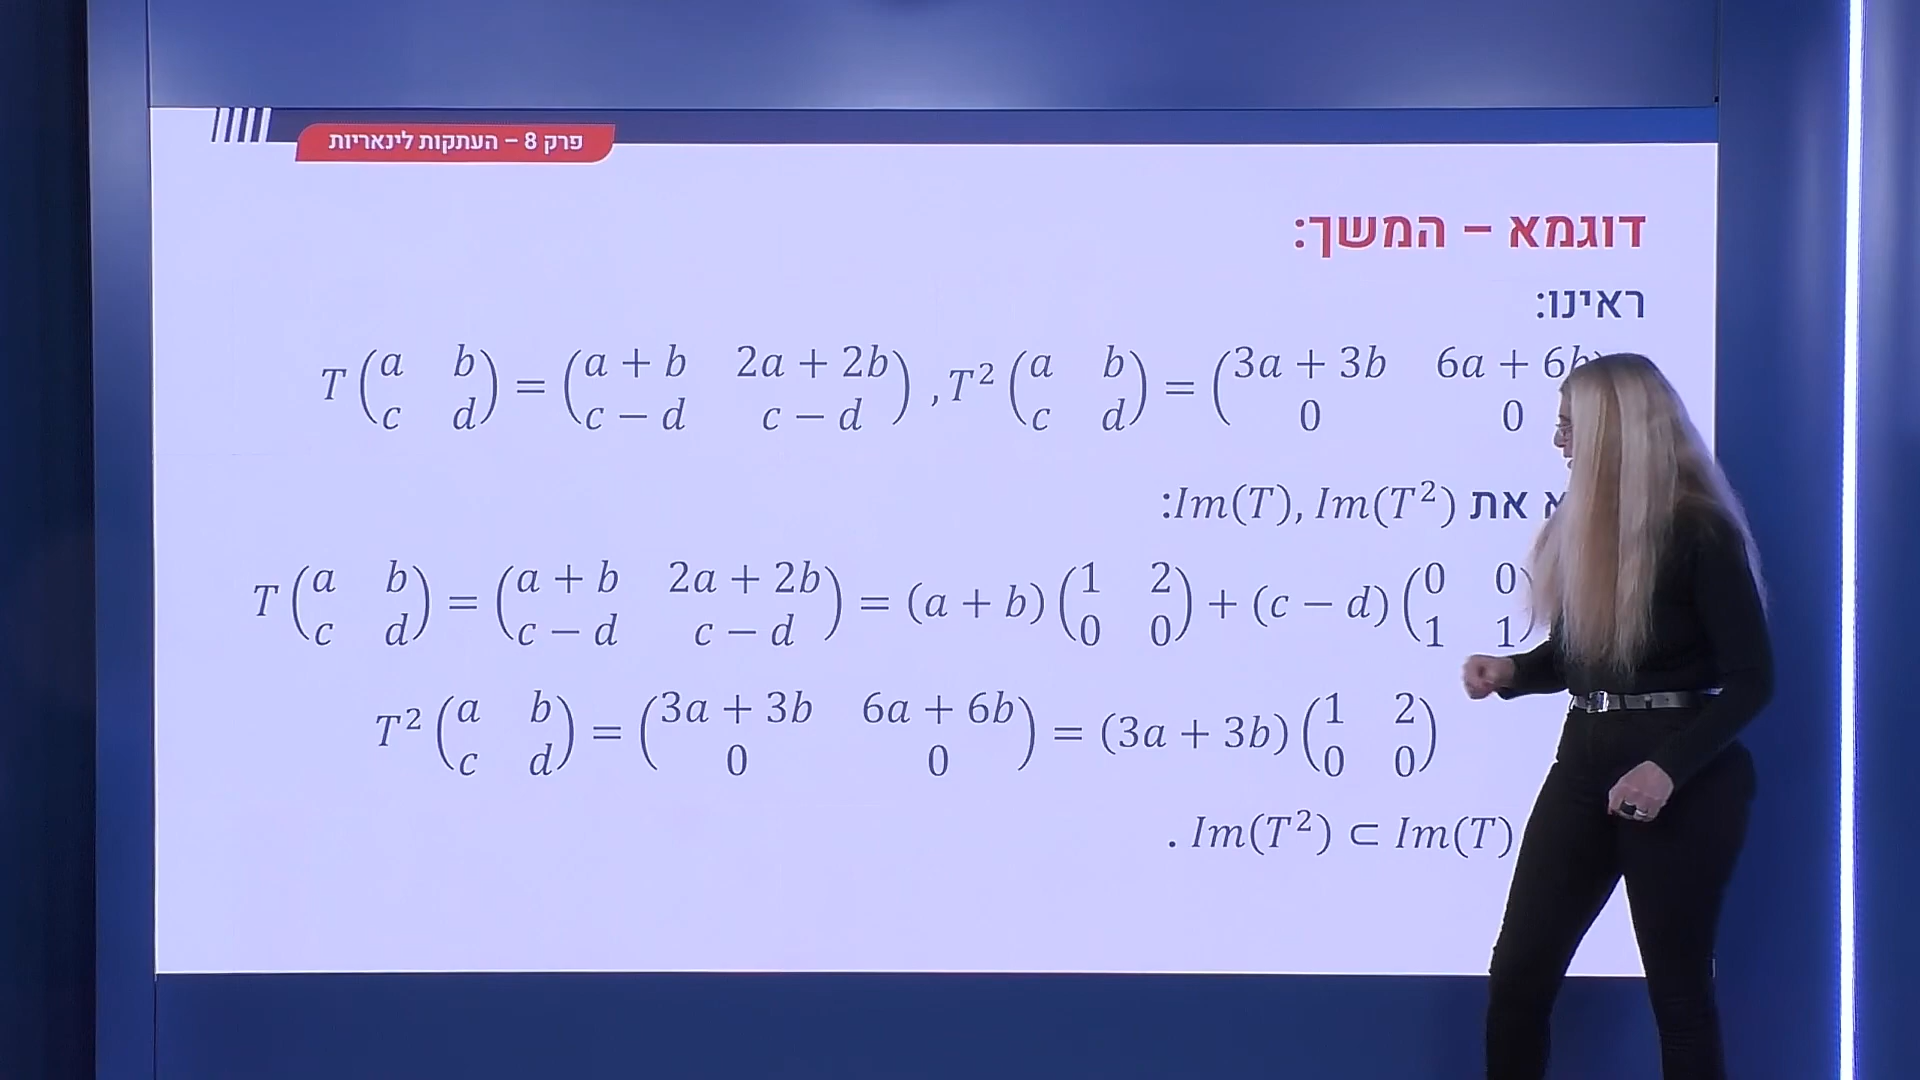 פרק 8 – העתקות לינאריות
דוגמא – המשך:
ראינו:
T(a b; c d) = (a + b 2a + 2b; c − d c − d), T²(a b; c d) = (3a + 3b 6a + 6b; 0 0
את Im(T), Im(T²):
T(a b; c d) = (a + b 2a + 2b; c − d c − d) = (a + b)(1 2; 0 0) + (c − d)(0 0; 1 1)
T²(a b; c d) = (3a + 3b 6a + 6b; 0 0) = (3a + 3b)(1 2; 0 0)
Im(T²) ⊂ Im(T) .